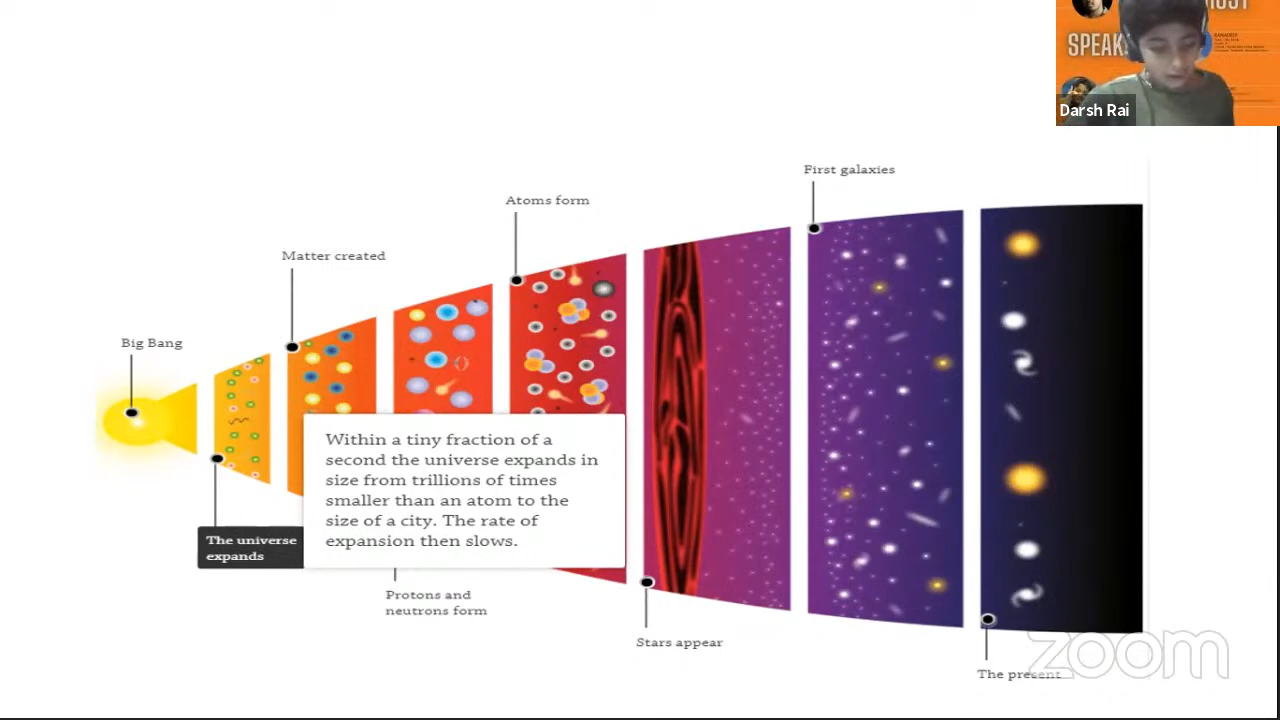 HOST
SPEAK
Darsh Rai
First galaxies
Atoms form
Matter created
Big Bang
Within a tiny fraction of a
second the universe expands in
size from trillions of times
smaller than an atom to the
size of a city. The rate of
expansion then slows.
The universe
expands
Protons and
neutrons form
Stars appear
The present
zoom